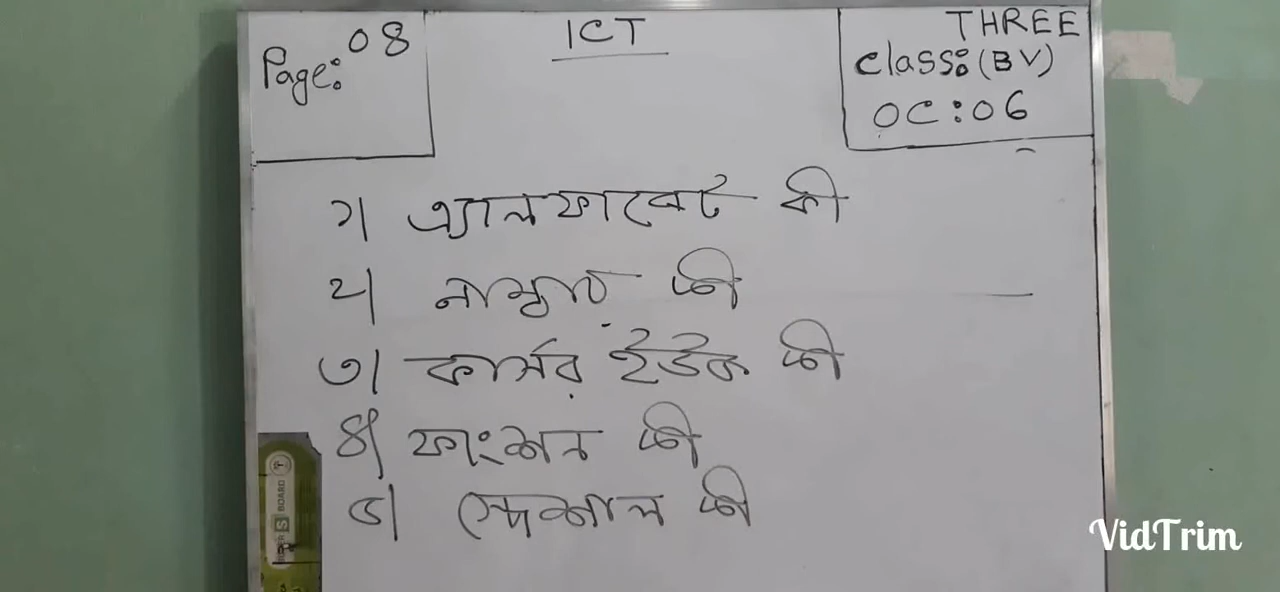 Page: 08
ICT
THREE
Class: (BV)
OC: 06
১। এ্যালফাবেট কী
২। নাম্বার কী
৩। কার্সর ইউজ কী
৪। ফাংশন কী
৫। স্পেশাল কী
VidTrim